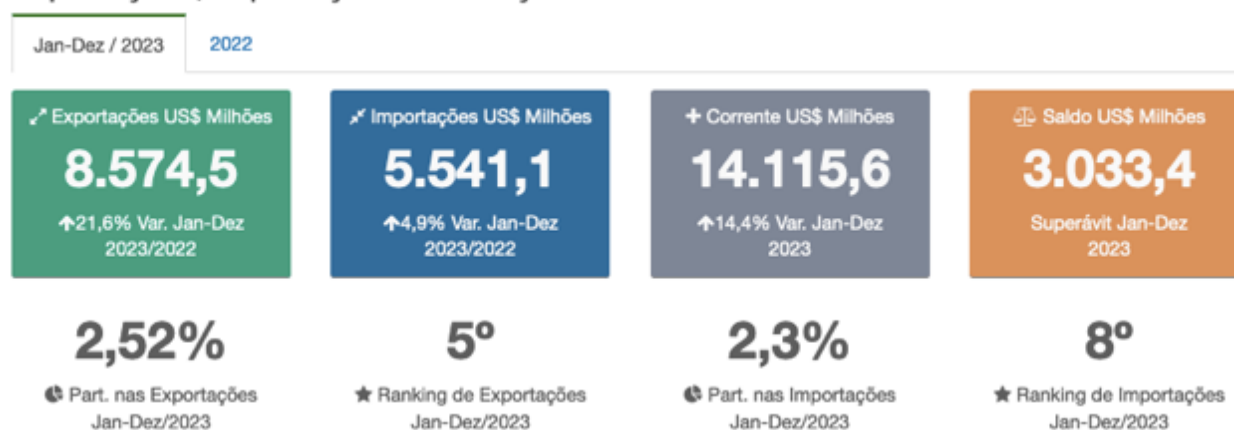 Jan-Dez / 2023
2022
Exportações US$ Milhões
8.574,5
↑21,6% Var. Jan-Dez
2023/2022
Importações US$ Milhões
5.541,1
↑4,9% Var. Jan-Dez
2023/2022
+ Corrente US$ Milhões
14.115,6
↑14,4% Var. Jan-Dez
2023
Saldo US$ Milhões
3.033,4
Superávit Jan-Dez
2023
2,52%
Part. nas Exportações
Jan-Dez/2023
5º
★ Ranking de Exportações
Jan-Dez/2023
2,3%
Part. nas Importações
Jan-Dez/2023
8º
★ Ranking de Importações
Jan-Dez/2023